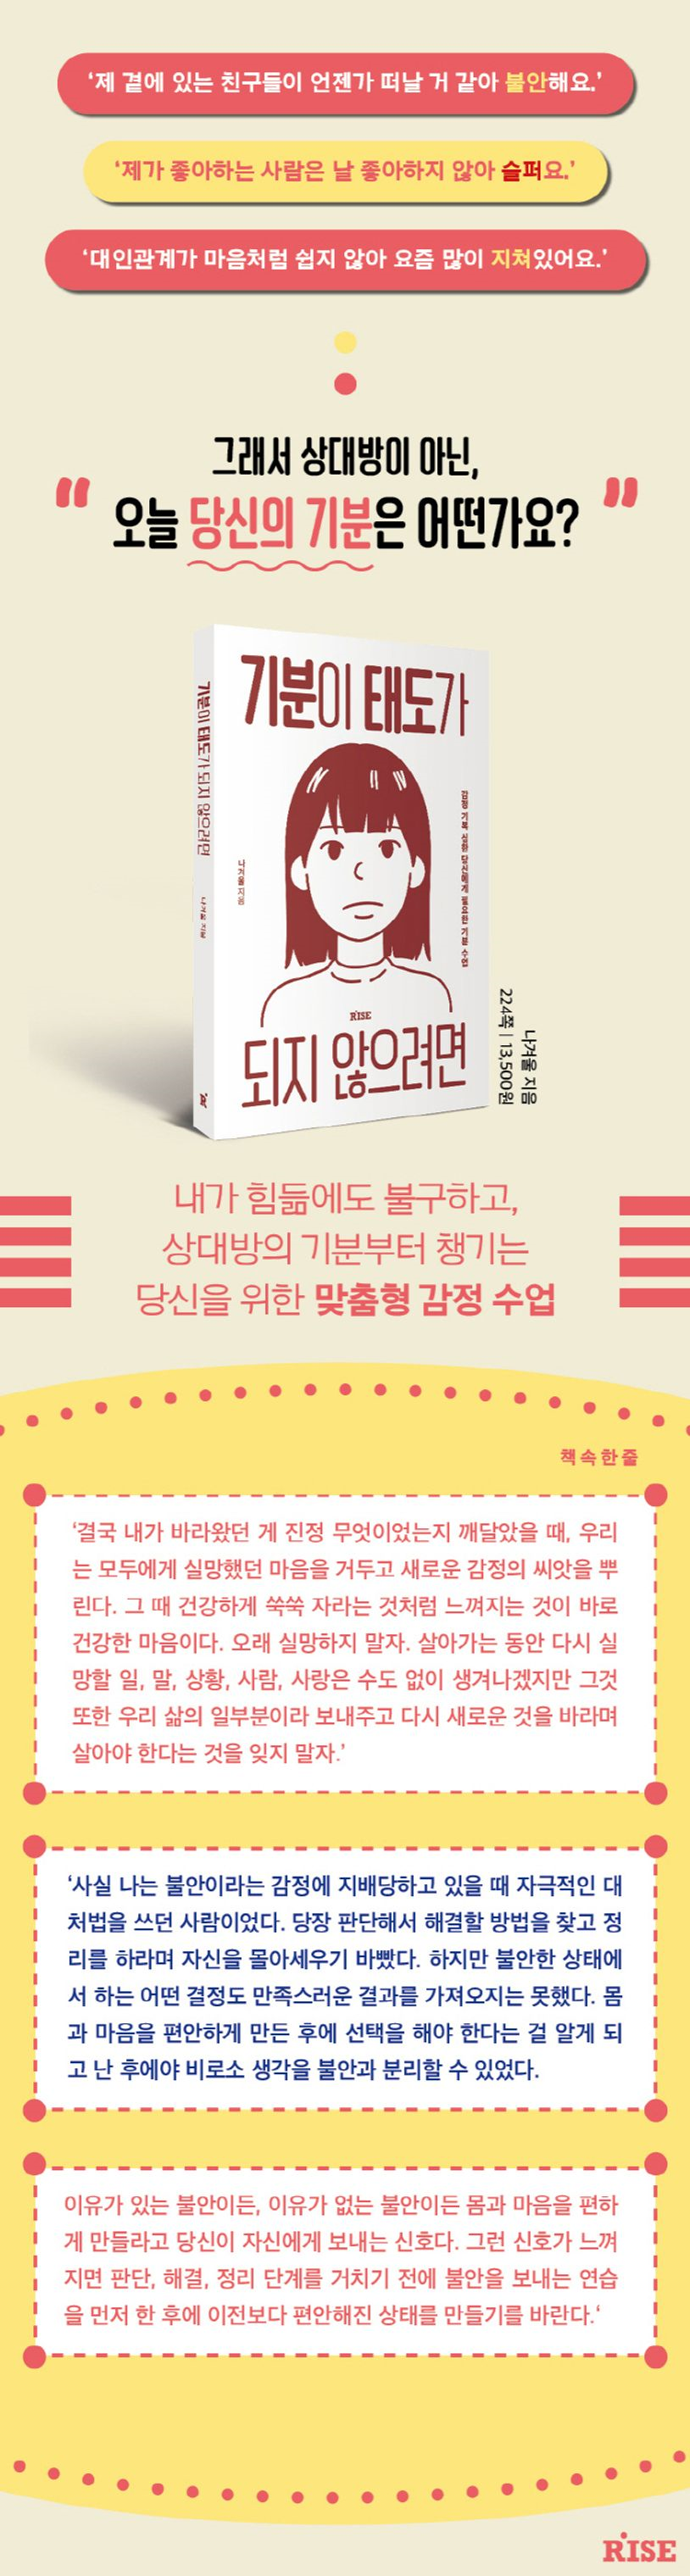 ‘제 곁에 있는 친구들이 언젠가 떠날 거 같아 불안해요.’
‘제가 좋아하는 사람은 날 좋아하지 않아 슬퍼요.’
‘대인관계가 마음처럼 쉽지 않아 요즘 많이 지쳐있어요.’
그래서 상대방이 아닌,
“ 오늘 당신의 기분은 어떤가요? ”
기분이 태도가 되지 않으려면
나겨울 지음
기분이 태도가
감정 기복 심한 당신에게 필요한 기분 수업
나겨울 지음
RISE
되지 않으려면
나겨울 지음
224쪽 | 13,500원
내가 힘듦에도 불구하고,
상대방의 기분부터 챙기는
당신을 위한 맞춤형 감정 수업
책 속 한 줄
‘결국 내가 바라왔던 게 진정 무엇이었는지 깨달았을 때, 우리
는 모두에게 실망했던 마음을 거두고 새로운 감정의 씨앗을 뿌
린다. 그 때 건강하게 쑥쑥 자라는 것처럼 느껴지는 것이 바로
건강한 마음이다. 오래 실망하지 말자. 살아가는 동안 다시 실
망할 일, 말, 상황, 사람, 사랑은 수도 없이 생겨나겠지만 그것
또한 우리 삶의 일부분이라 보내주고 다시 새로운 것을 바라며
살아야 한다는 것을 잊지 말자.’
‘사실 나는 불안이라는 감정에 지배당하고 있을 때 자극적인 대
처법을 쓰던 사람이었다. 당장 판단해서 해결할 방법을 찾고 정
리를 하라며 자신을 몰아세우기 바빴다. 하지만 불안한 상태에
서 하는 어떤 결정도 만족스러운 결과를 가져오지는 못했다. 몸
과 마음을 편안하게 만든 후에 선택을 해야 한다는 걸 알게 되
고 난 후에야 비로소 생각을 불안과 분리할 수 있었다.
이유가 있는 불안이든, 이유가 없는 불안이든 몸과 마음을 편하
게 만들라고 당신이 자신에게 보내는 신호다. 그런 신호가 느껴
지면 판단, 해결, 정리 단계를 거치기 전에 불안을 보내는 연습
을 먼저 한 후에 이전보다 편안해진 상태를 만들기를 바란다.‘
RISE